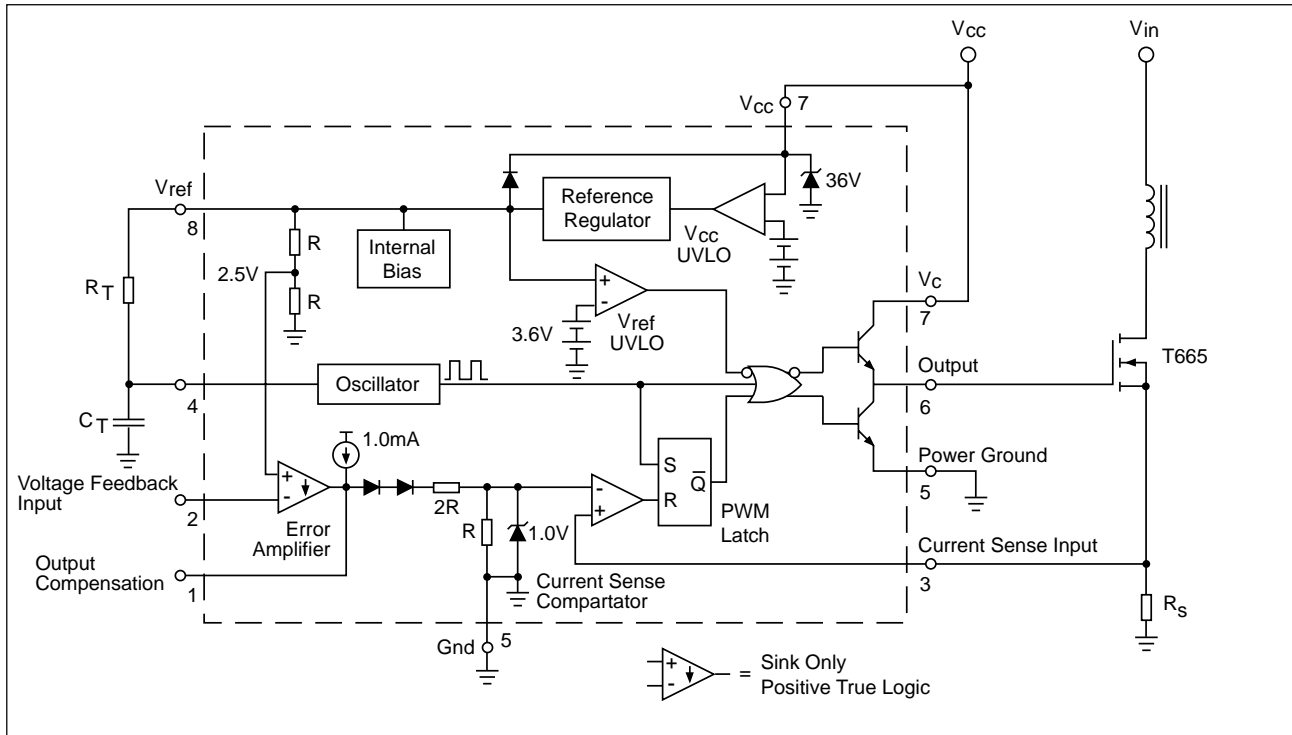 Vcc
Vin
Vcc 7
36V
Vref
8
Reference
Regulator
Vcc
UVLO
R
Internal
Bias
2.5V
R
RT
Vc
7
3.6V
Vref
UVLO
T665
Oscillator
Output
4
6
CT
1.0mA
Power Ground
S
Q
Voltage Feedback
Input
+
-
2R
-
+
R
5
2
Error
Amplifier
R
1.0V
PWM
Latch
Current Sense Input
Output
Compensation
1
Current Sense
Compartator
3
Rs
Gnd
5
+
-
= Sink Only
Positive True Logic
+
-